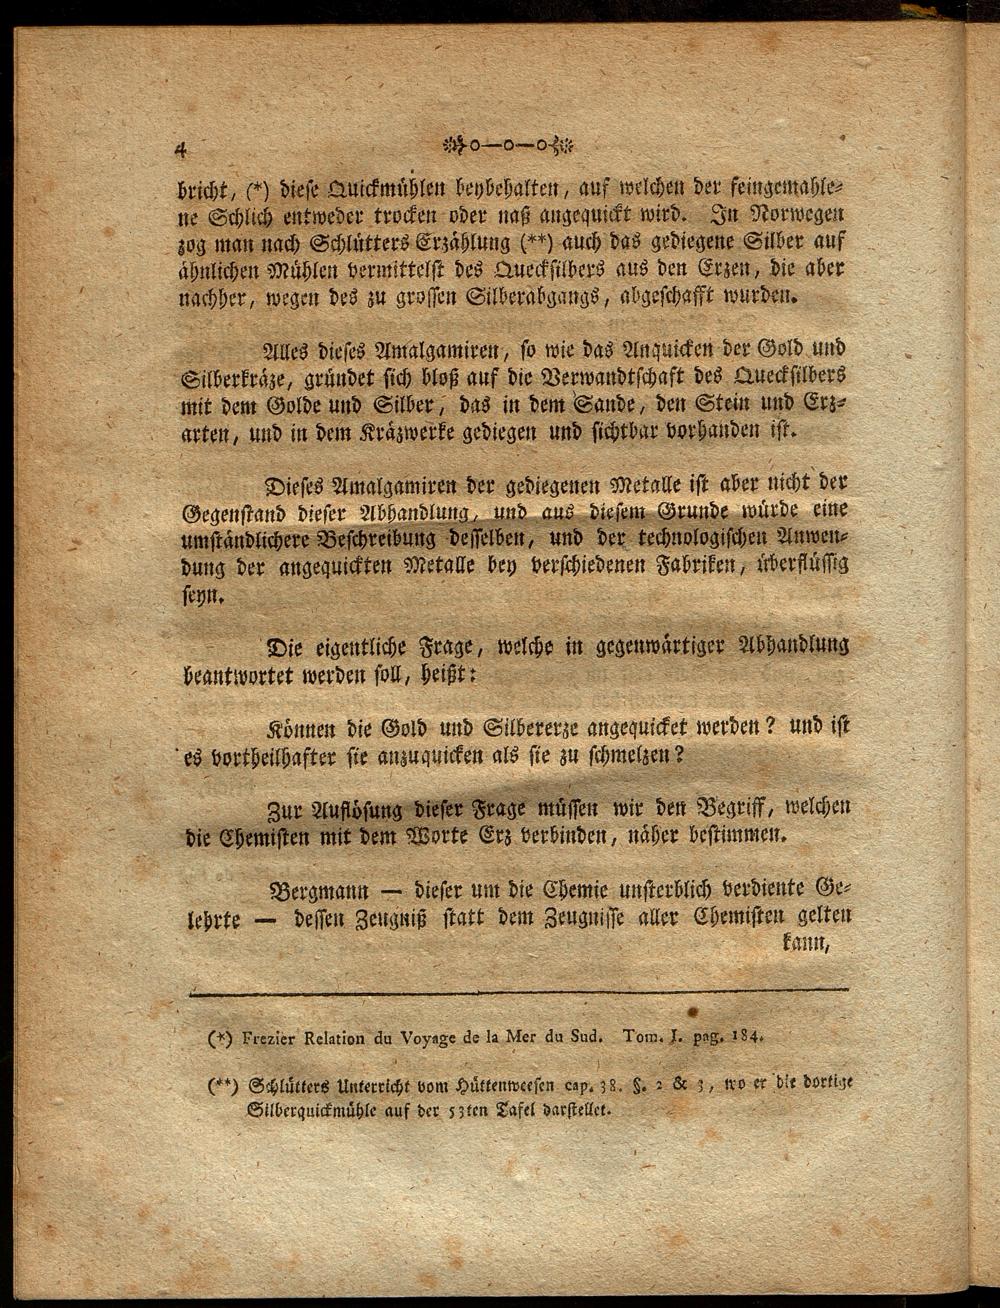 4
bricht, (*) diese Quickmühlen beybehalten, auf welchen der feingemahle-
ne Schlich entweder trocken oder naß angequickt wird. In Norwegen
zog man nach Schlütters Erzählung (**) auch das gediegene Silber auf
ähnlichen Mühlen vermittelst des Quecksilbers aus den Erzen, die aber
nachher, wegen des zu grossen Silberabgangs, abgeschafft wurden.
Alles dieses Amalgamiren, so wie das Anquicken der Gold und
Silberkräze, gründet sich bloß auf die Verwandtschaft des Quecksilbers
mit dem Golde und Silber, das in dem Sande, den Stein und Erz-
arten, und in dem Kräzwerke gediegen und sichtbar vorhanden ist.
Dieses Amalgamiren der gediegenen Metalle ist aber nicht der
Gegenstand dieser Abhandlung, und aus diesem Grunde würde eine
umständlichere Beschreibung desselben, und der technologischen Anwen-
dung der angequickten Metalle bey verschiedenen Fabriken, überflüssig
seyn.
Die eigentliche Frage, welche in gegenwärtiger Abhandlung
beantwortet werden soll, heißt:
Können die Gold und Silbererze angequicket werden? und ist
es vortheilhafter sie anzuquicken als sie zu schmelzen?
Zur Auflösung dieser Frage müssen wir den Begriff, welchen
die Chemisten mit dem Worte Erz verbinden, näher bestimmen.
Bergmann — dieser um die Chemie unsterblich verdiente Ge-
lehrte — dessen Zeugniß statt dem Zeugnisse aller Chemisten gelten
kann,
(*) Frezier Relation du Voyage de la Mer du Sud. Tom. I. pag. 184.
(**) Schlütters Unterricht vom Hüttenweesen cap. 38. §. 2 & 3, wo er die dortige
Silberquickmühle auf der 53ten Tafel darstellet.